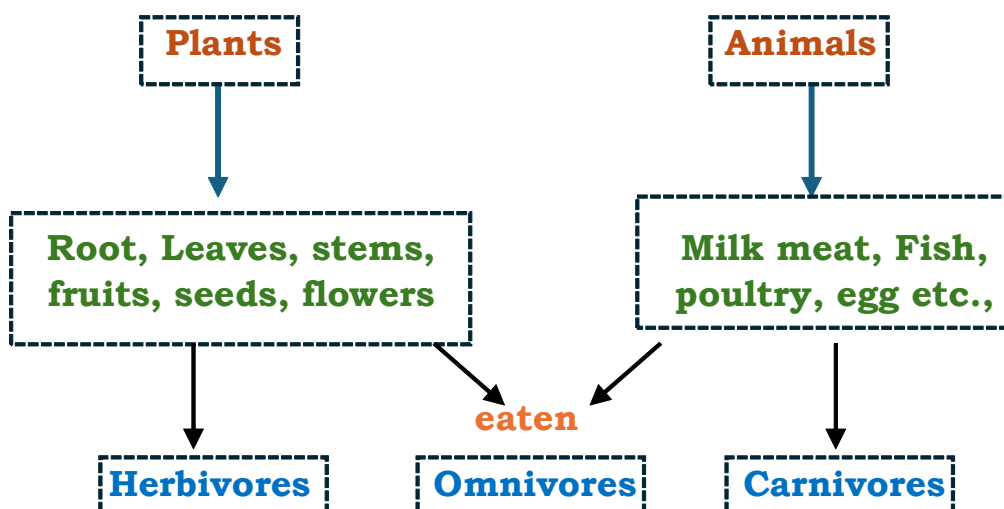 Plants
Animals
Root, Leaves, stems,
fruits, seeds, flowers
Milk meat, Fish,
poultry, egg etc.,
eaten
Herbivores
Omnivores
Carnivores